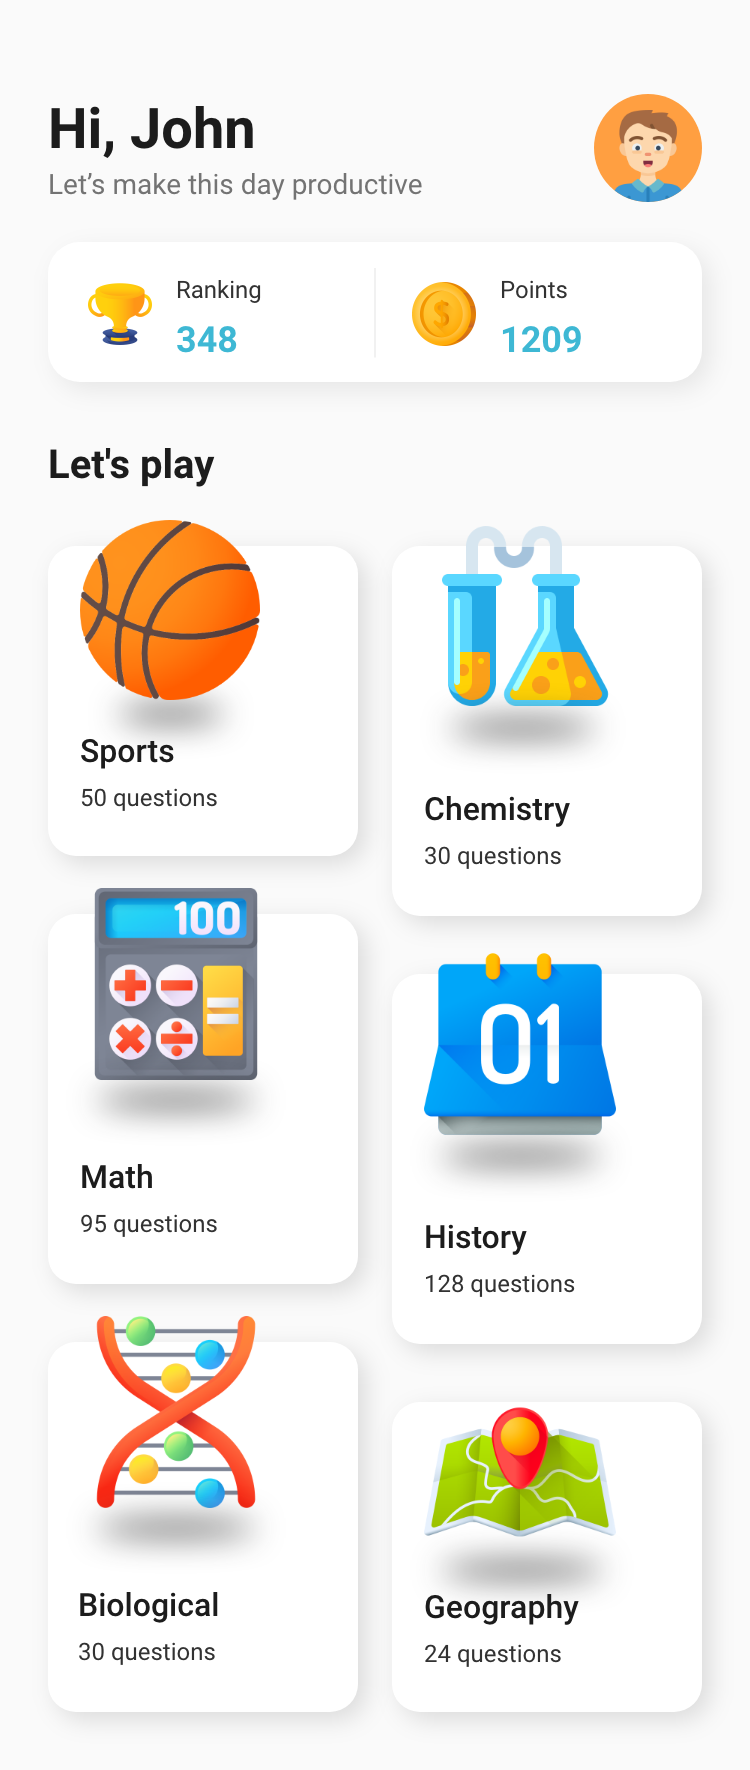 Hi, John
Let’s make this day productive
Ranking
348
Points
1209
$
Let's play
Sports
50 questions
Chemistry
30 questions
100
Math
95 questions
01
History
128 questions
Biological
30 questions
Geography
24 questions